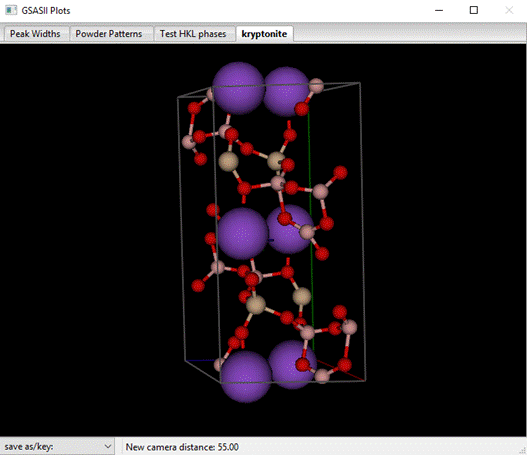 GSASII Plots
Peak Widths Powder Patterns Test HKL phases kryptonite
save as/key: New camera distance: 55.00